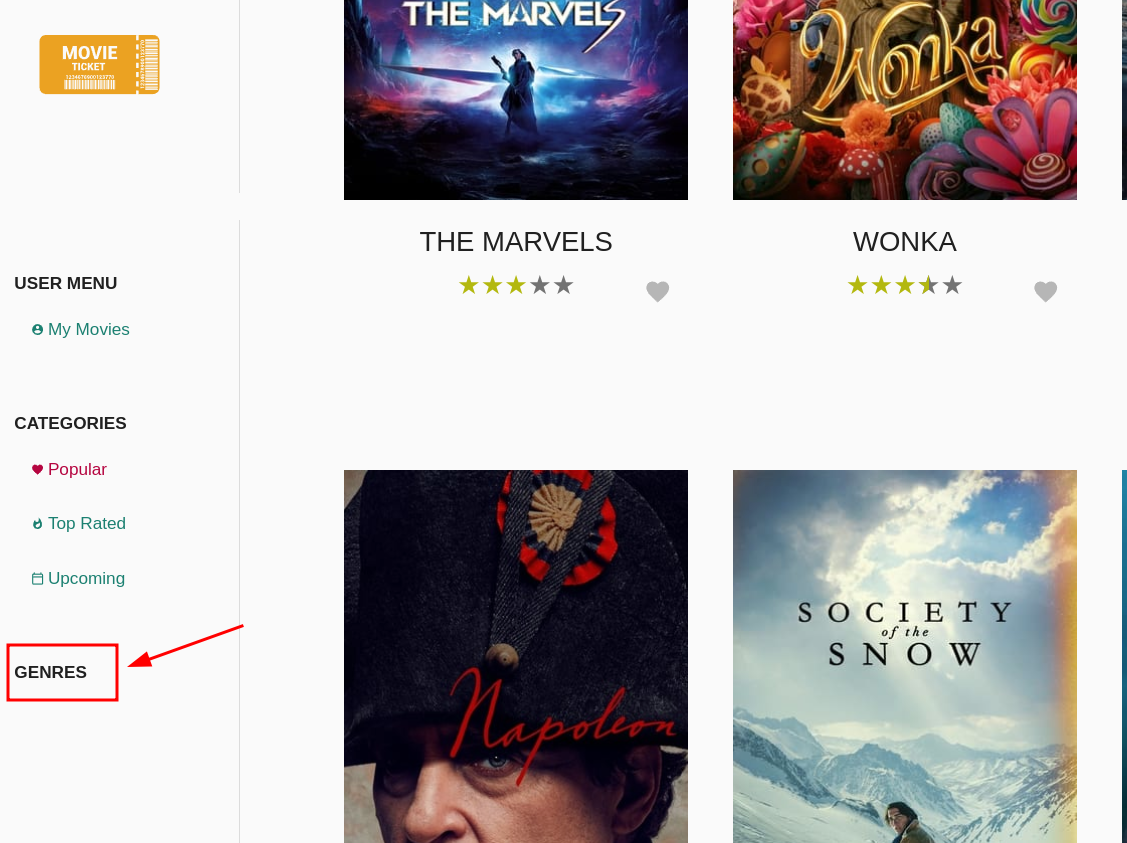 MOVIE
TICKET
1234676900123770
USER MENU
My Movies
CATEGORIES
Popular
Top Rated
Upcoming
GENRES
THE MARVELS
THE MARVELS
Wonka
WONKA
Napoleon
SOCIETY
of the
SNOW